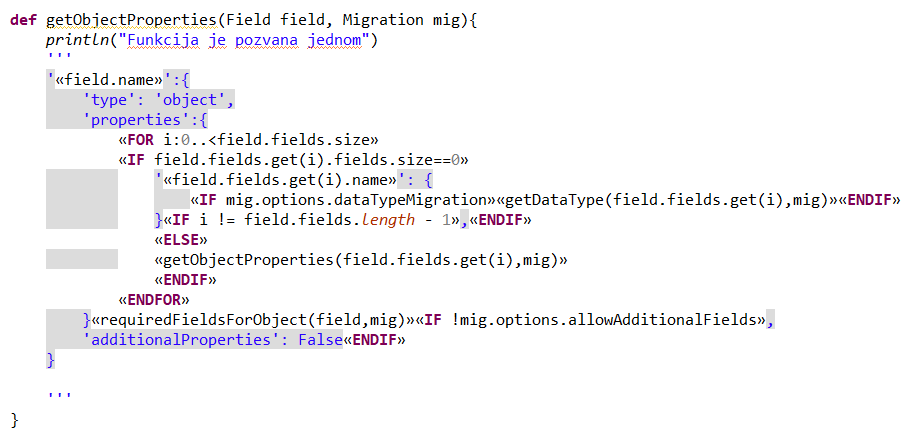 def getObjectProperties(Field field, Migration mig){
    println("Funkcija je pozvana jednom")
    '''
    '«field.name»':{
        'type': 'object',
        'properties':{
            «FOR i:0..<field.fields.size»
            «IF field.fields.get(i).fields.size==0»
                '«field.fields.get(i).name»': {
                    «IF mig.options.dataTypeMigration»«getDataType(field.fields.get(i),mig)»«ENDIF»
                }«IF i != field.fields.length - 1»,«ENDIF»
                «ELSE»
                «getObjectProperties(field.fields.get(i),mig)»
                «ENDIF»
            «ENDFOR»
        }«requiredFieldsForObject(field,mig)»«IF !mig.options.allowAdditionalFields»,
        'additionalProperties': False«ENDIF»
    }
    '''
}